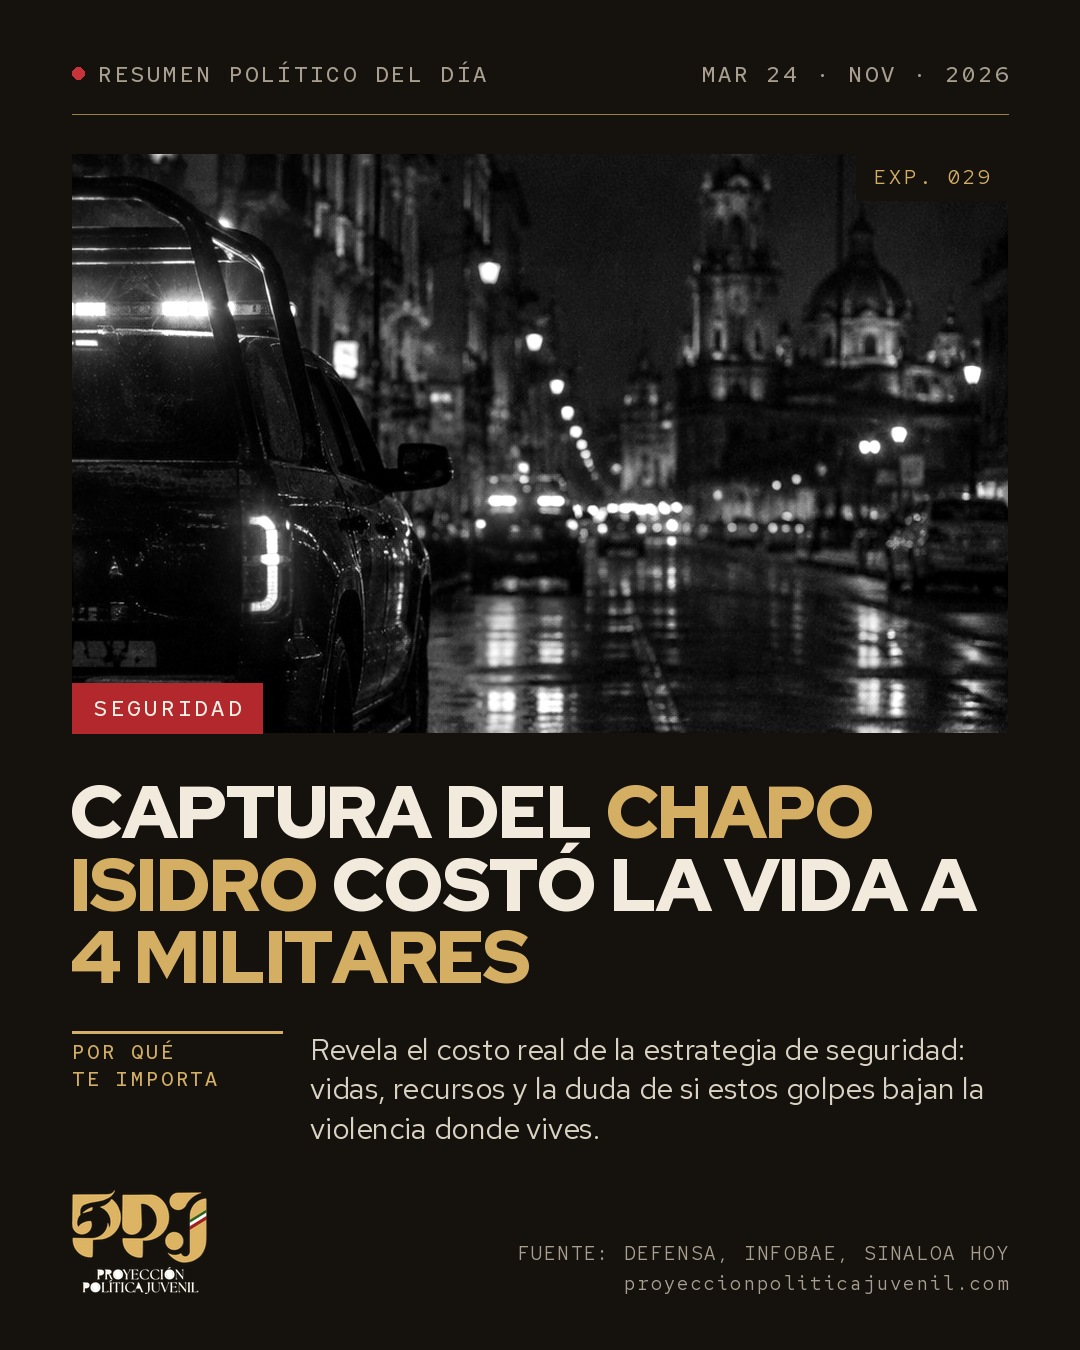 RESUMEN POLÍTICO DEL DÍA
MAR 24 · NOV · 2026
EXP. 029
SEGURIDAD
CAPTURA DEL CHAPO
ISIDRO COSTÓ LA VIDA A
4 MILITARES
POR QUÉ
TE IMPORTA
Revela el costo real de la estrategia de seguridad:
vidas, recursos y la duda de si estos golpes bajan la
violencia donde vives.
PPJ
PROYECCIÓN
POLÍTICA JUVENIL
FUENTE: DEFENSA, INFOBAE, SINALOA HOY
proyeccionpoliticajuvenil.com